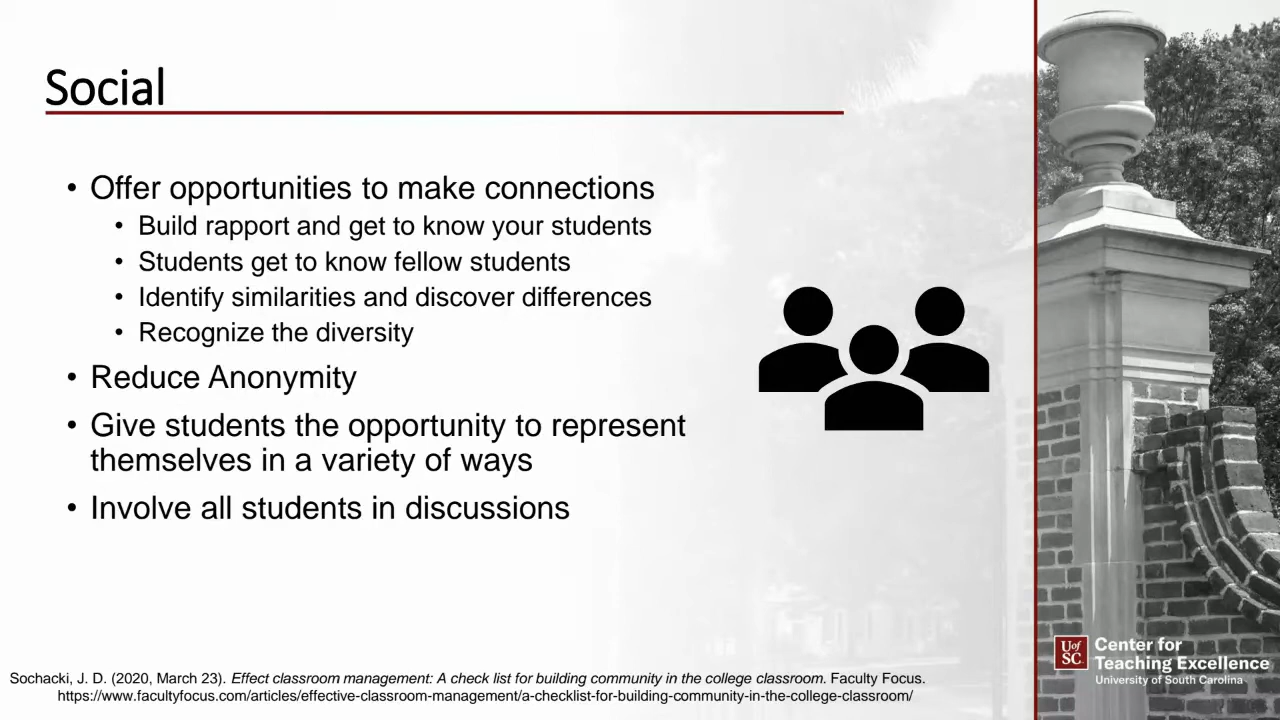 Social
• Offer opportunities to make connections
• Build rapport and get to know your students
• Students get to know fellow students
• Identify similarities and discover differences
• Recognize the diversity
• Reduce Anonymity
• Give students the opportunity to represent
themselves in a variety of ways
• Involve all students in discussions
Sochacki, J. D. (2020, March 23). Effect classroom management: A check list for building community in the college classroom. Faculty Focus.
https://www.facultyfocus.com/articles/effective-classroom-management/a-checklist-for-building-community-in-the-college-classroom/
U of
SC
Center for
Teaching Excellence
University of South Carolina